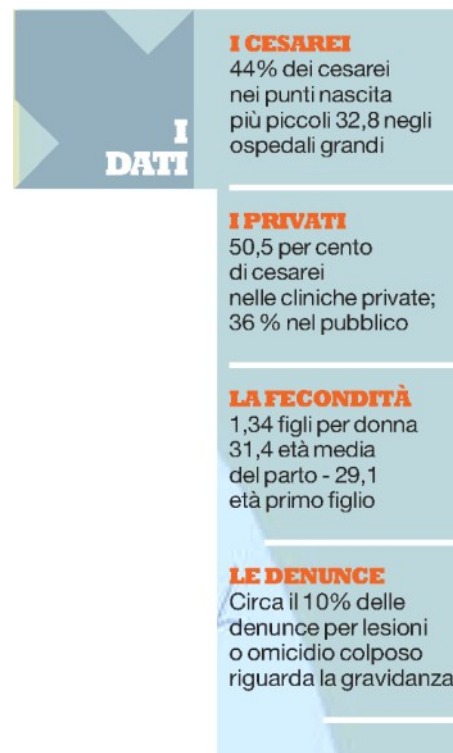 I
DATI
I CESAREI
44% dei cesarei
nei punti nascita
più piccoli 32,8 negli
ospedali grandi
I PRIVATI
50,5 per cento
di cesarei
nelle cliniche private;
36 % nel pubblico
LA FECONDITÀ
1,34 figli per donna
31,4 età media
del parto - 29,1
età primo figlio
LE DENUNCE
Circa il 10% delle
denunce per lesioni
o omicidio colposo
riguarda la gravidanza